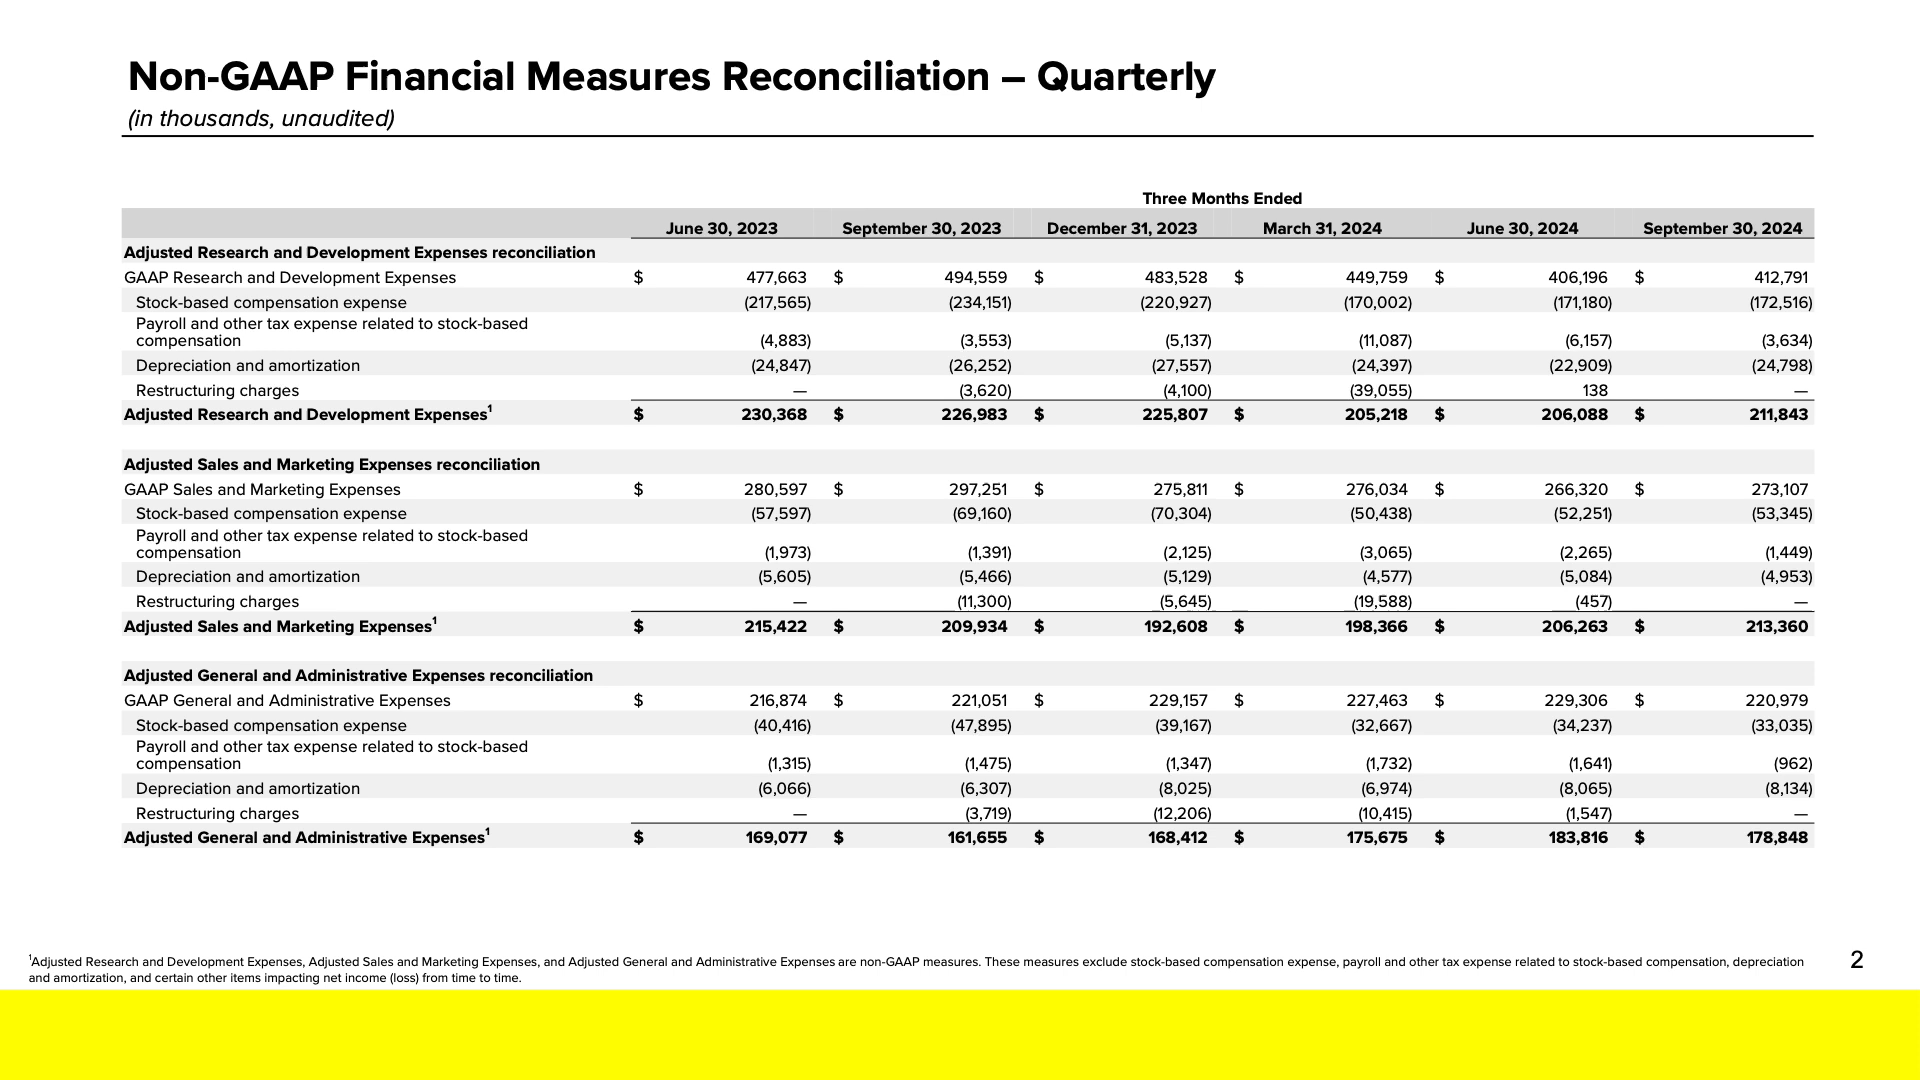 Non-GAAP Financial Measures Reconciliation – Quarterly
(in thousands, unaudited)
Three Months Ended
June 30, 2023 September 30, 2023 December 31, 2023 March 31, 2024 June 30, 2024 September 30, 2024
Adjusted Research and Development Expenses reconciliation
GAAP Research and Development Expenses $ 477,663 $ 494,559 $ 483,528 $ 449,759 $ 406,196 $ 412,791
Stock-based compensation expense (217,565) (234,151) (220,927) (170,002) (171,180) (172,516)
Payroll and other tax expense related to stock-based
compensation (4,883) (3,553) (5,137) (11,087) (6,157) (3,634)
Depreciation and amortization (24,847) (26,252) (27,557) (24,397) (22,909) (24,798)
Restructuring charges — (3,620) (4,100) (39,055) 138 —
Adjusted Research and Development Expenses¹ $ 230,368 $ 226,983 $ 225,807 $ 205,218 $ 206,088 $ 211,843
Adjusted Sales and Marketing Expenses reconciliation
GAAP Sales and Marketing Expenses $ 280,597 $ 297,251 $ 275,811 $ 276,034 $ 266,320 $ 273,107
Stock-based compensation expense (57,597) (69,160) (70,304) (50,438) (52,251) (53,345)
Payroll and other tax expense related to stock-based
compensation (1,973) (1,391) (2,125) (3,065) (2,265) (1,449)
Depreciation and amortization (5,605) (5,466) (5,129) (4,577) (5,084) (4,953)
Restructuring charges — (11,300) (5,645) (19,588) (457) —
Adjusted Sales and Marketing Expenses¹ $ 215,422 $ 209,934 $ 192,608 $ 198,366 $ 206,263 $ 213,360
Adjusted General and Administrative Expenses reconciliation
GAAP General and Administrative Expenses $ 216,874 $ 221,051 $ 229,157 $ 227,463 $ 229,306 $ 220,979
Stock-based compensation expense (40,416) (47,895) (39,167) (32,667) (34,237) (33,035)
Payroll and other tax expense related to stock-based
compensation (1,315) (1,475) (1,347) (1,732) (1,641) (962)
Depreciation and amortization (6,066) (6,307) (8,025) (6,974) (8,065) (8,134)
Restructuring charges — (3,719) (12,206) (10,415) (1,547) —
Adjusted General and Administrative Expenses¹ $ 169,077 $ 161,655 $ 168,412 $ 175,675 $ 183,816 $ 178,848
¹Adjusted Research and Development Expenses, Adjusted Sales and Marketing Expenses, and Adjusted General and Administrative Expenses are non-GAAP measures. These measures exclude stock-based compensation expense, payroll and other tax expense related to stock-based compensation, depreciation
and amortization, and certain other items impacting net income (loss) from time to time.
2